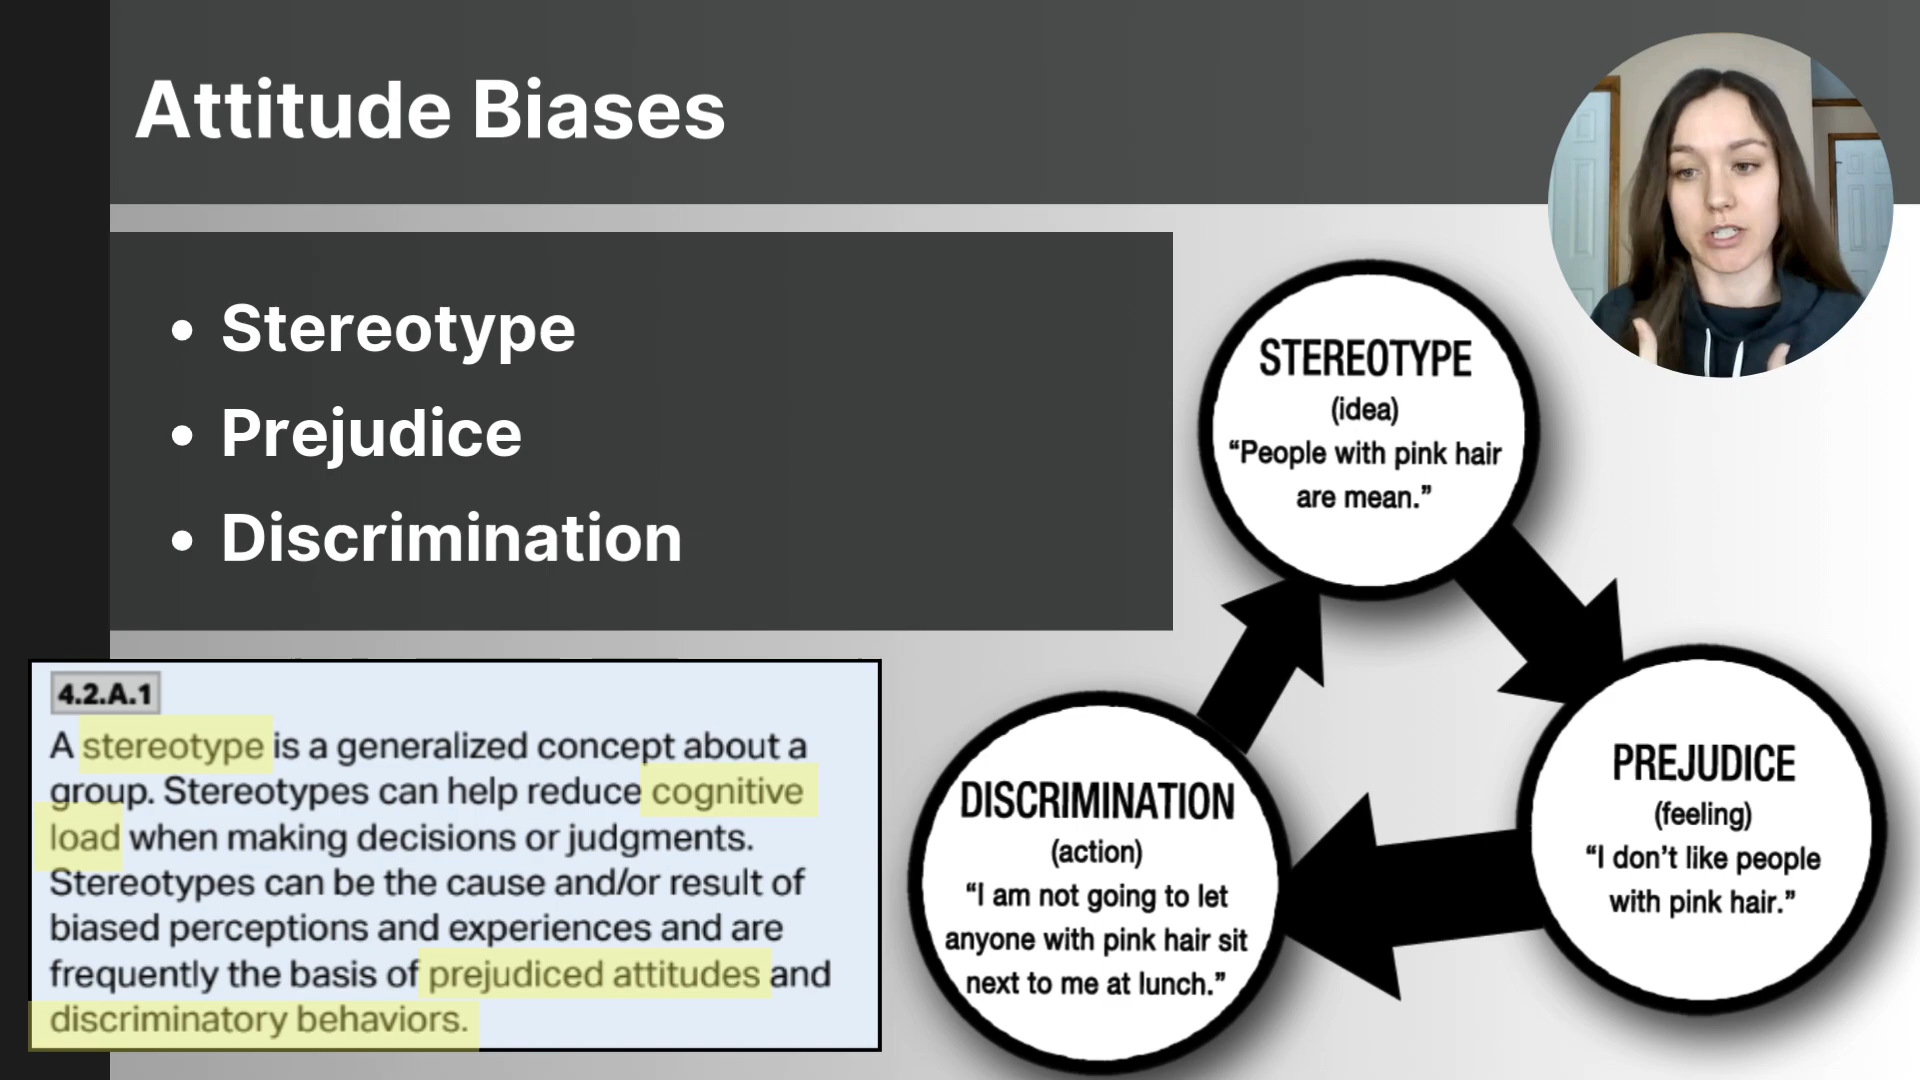 Attitude Biases
• Stereotype
• Prejudice
• Discrimination
4.2.A.1
A stereotype is a generalized concept about a
group. Stereotypes can help reduce cognitive
load when making decisions or judgments.
Stereotypes can be the cause and/or result of
biased perceptions and experiences and are
frequently the basis of prejudiced attitudes and
discriminatory behaviors.
STEREOTYPE
(idea)
“People with pink hair
are mean.”
PREJUDICE
(feeling)
“I don’t like people
with pink hair.”
DISCRIMINATION
(action)
“I am not going to let
anyone with pink hair sit
next to me at lunch.”